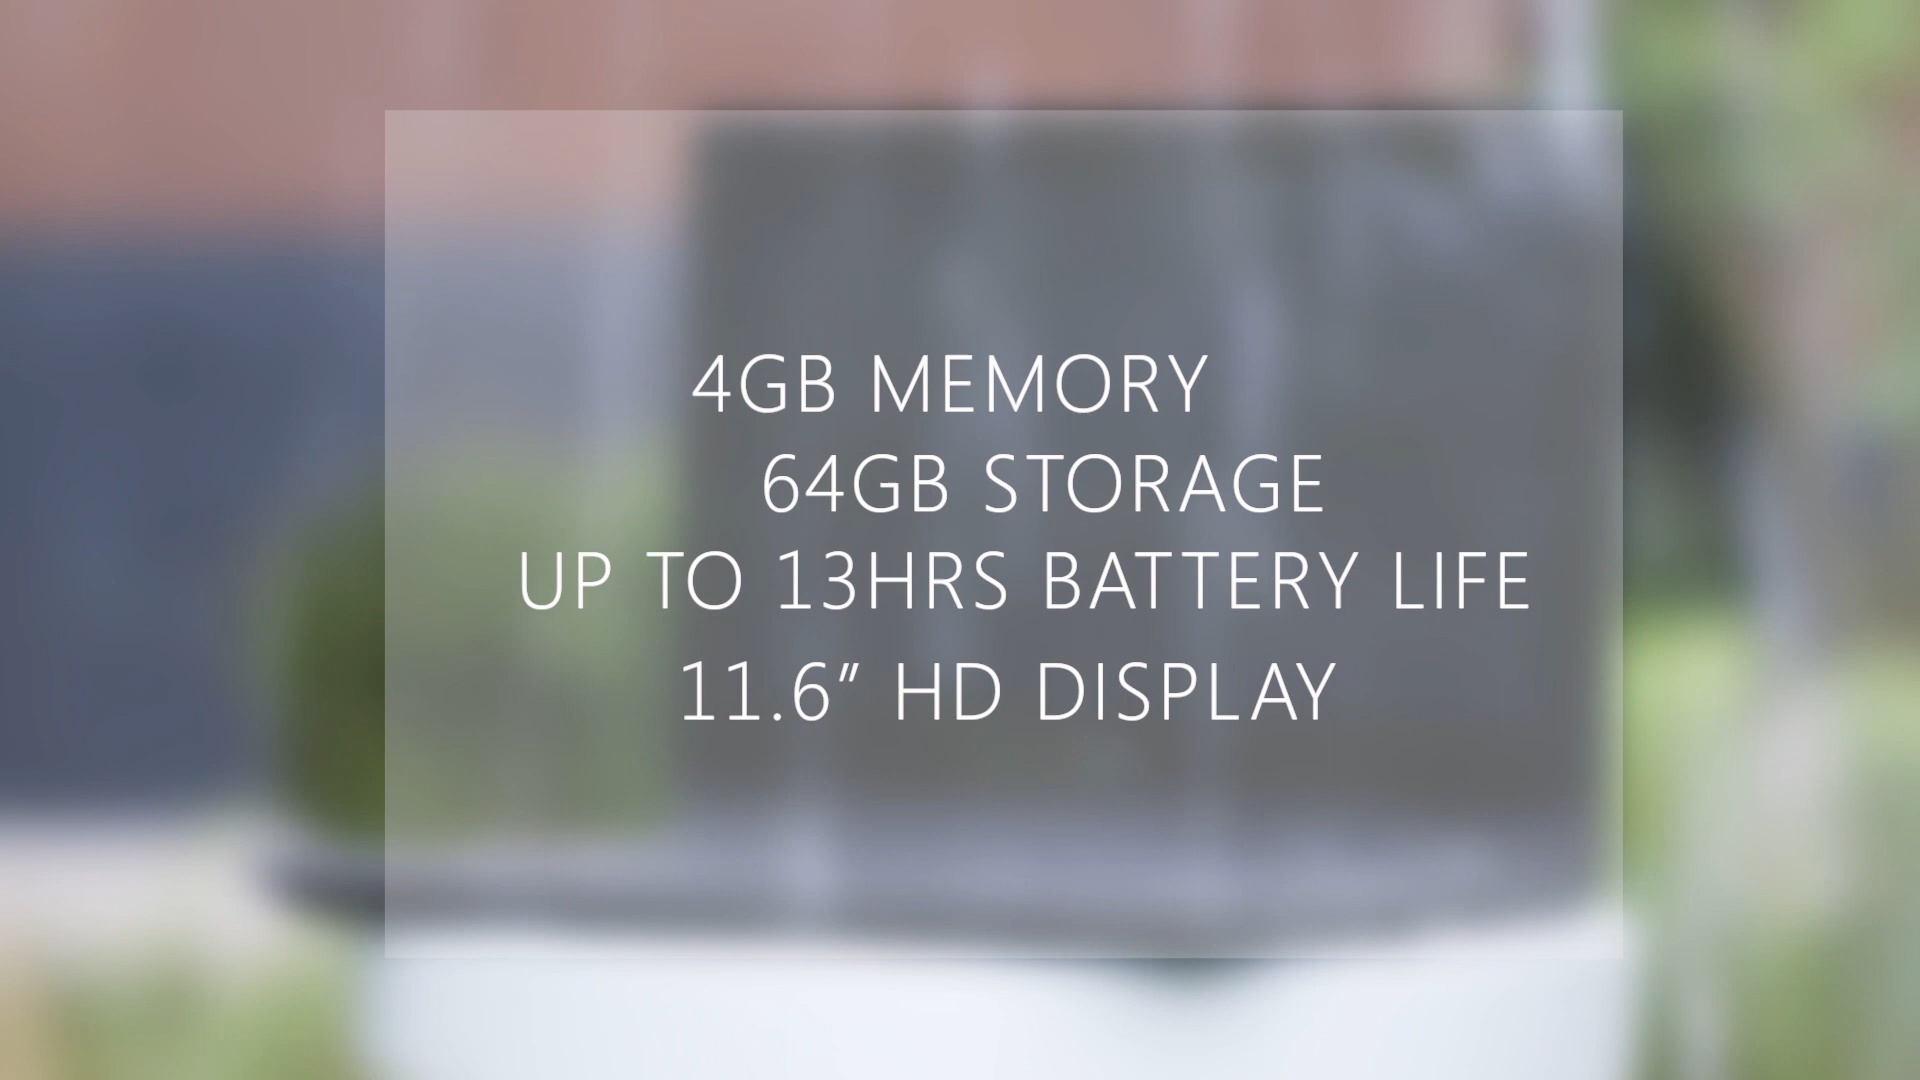 4GB MEMORY
64GB STORAGE
UP TO 13HRS BATTERY LIFE
11.6” HD DISPLAY